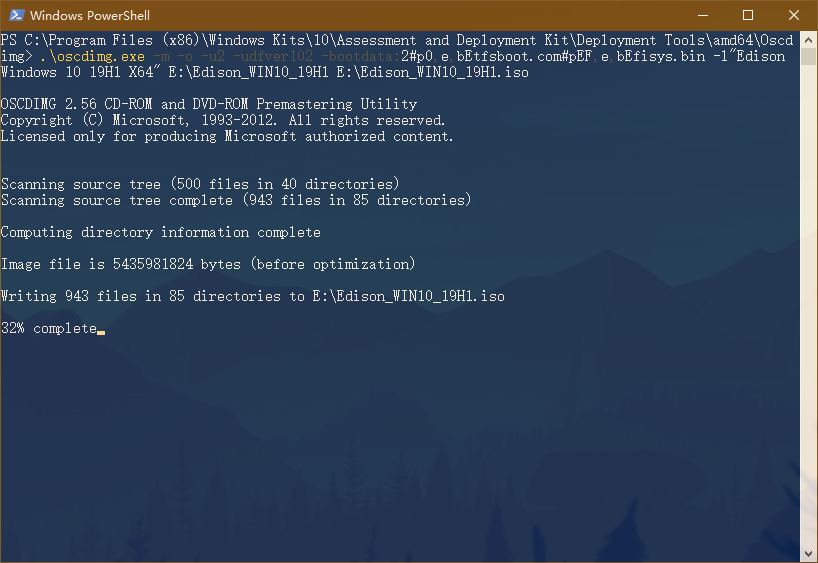 Windows PowerShell
PS C:\Program Files (x86)\Windows Kits\10\Assessment and Deployment Kit\Deployment Tools\amd64\Oscd
img> .\oscdimg.exe -m -o -u2 -udfver102 -bootdata:2#p0,e,bEtfsboot.com#pEF,e,bEfisys.bin -l"Edison
Windows 10 19H1 X64" E:\Edison_WIN10_19H1 E:\Edison_WIN10_19H1.iso
OSCDIMG 2.56 CD-ROM and DVD-ROM Premastering Utility
Copyright (C) Microsoft, 1993-2012. All rights reserved.
Licensed only for producing Microsoft authorized content.
Scanning source tree (500 files in 40 directories)
Scanning source tree complete (943 files in 85 directories)
Computing directory information complete
Image file is 5435981824 bytes (before optimization)
Writing 943 files in 85 directories to E:\Edison_WIN10_19H1.iso
32% complete